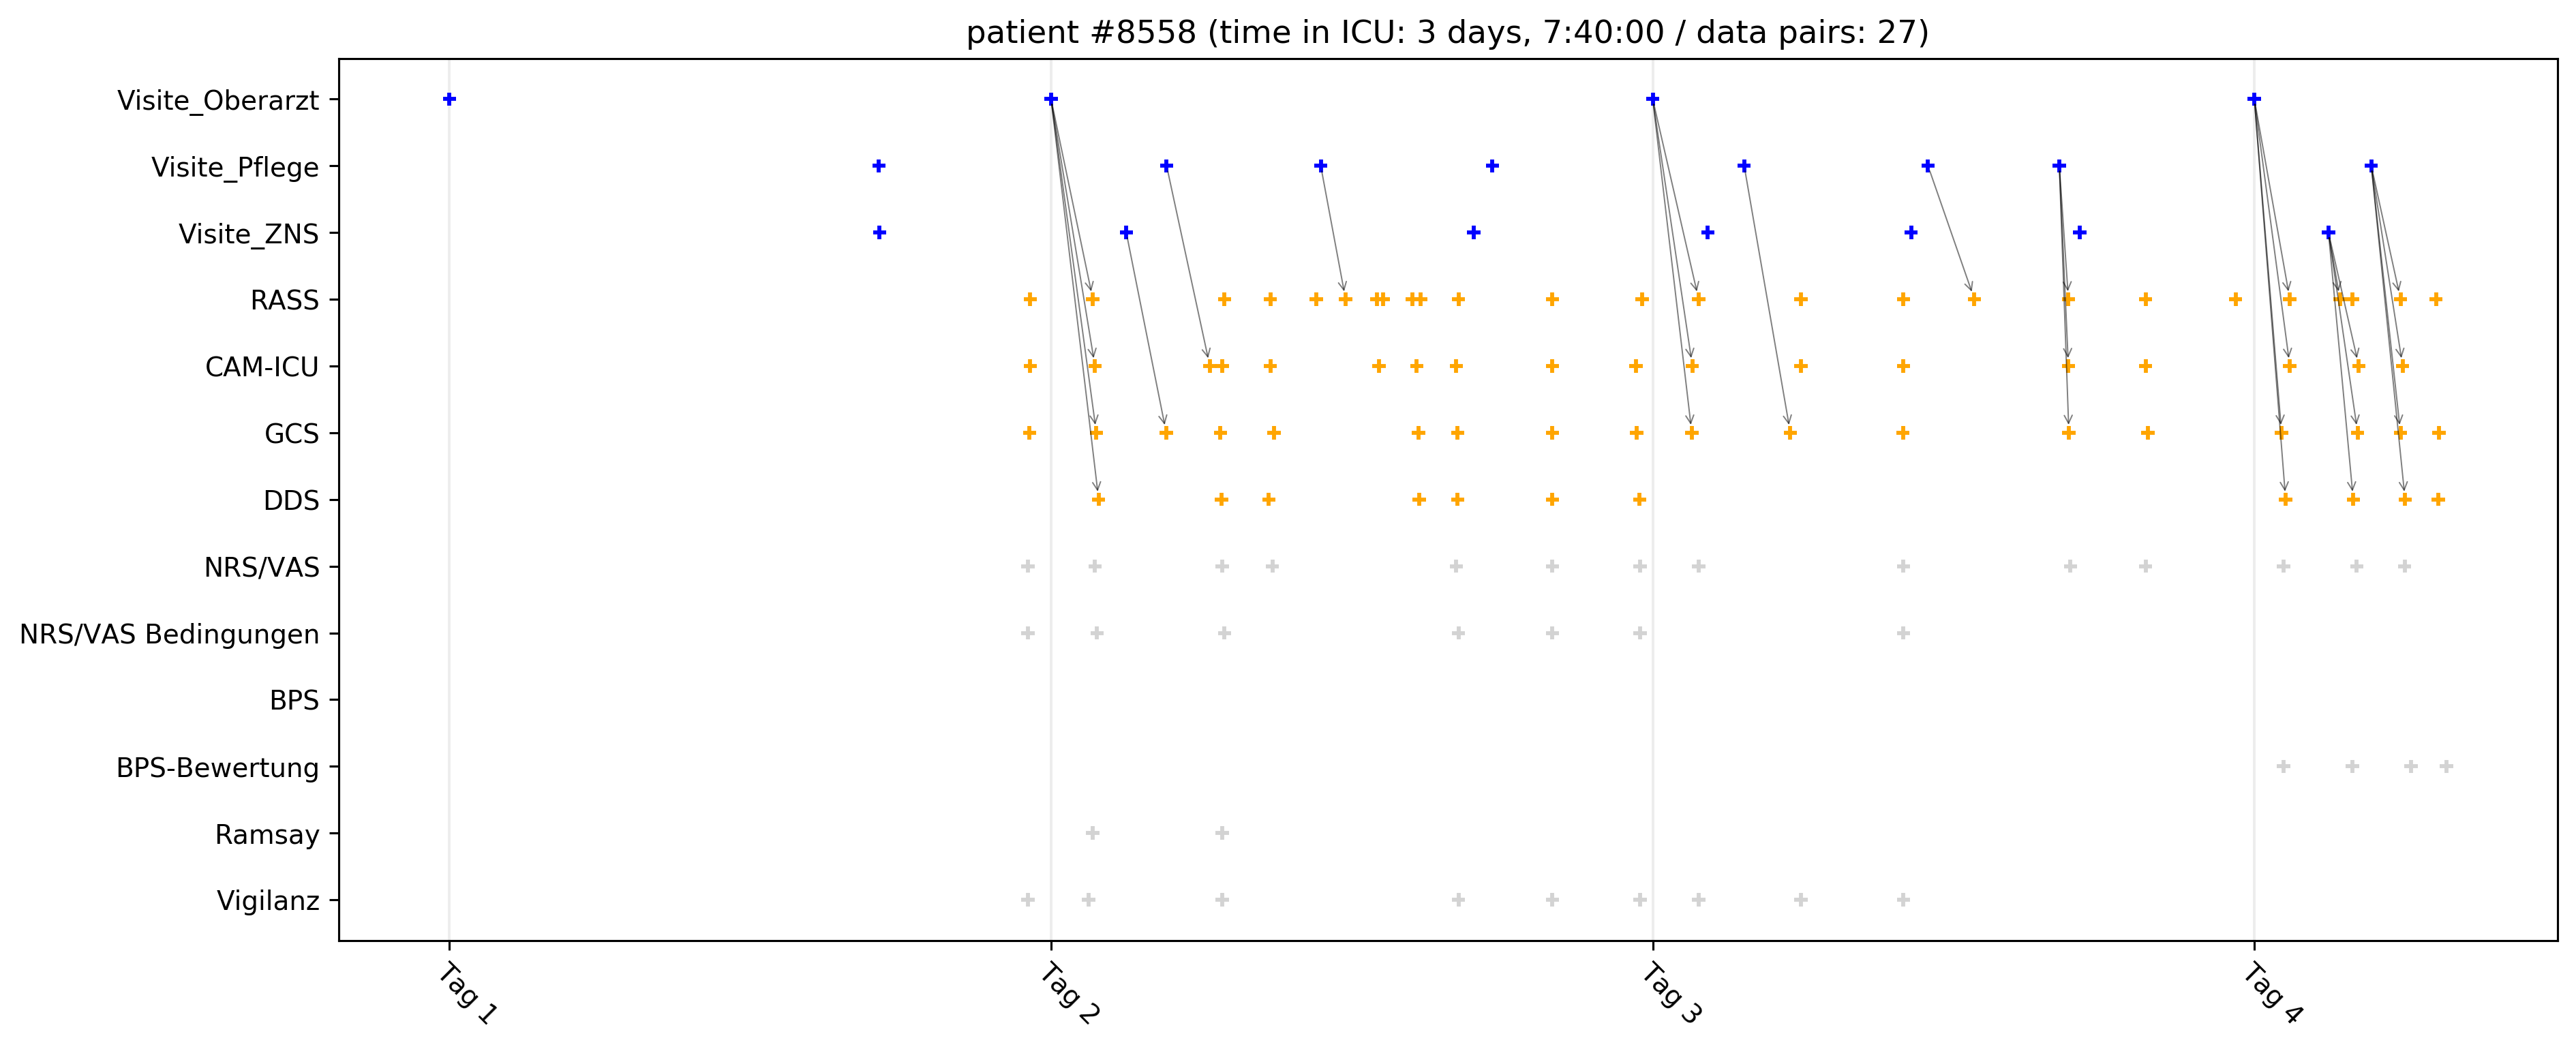 patient #8558 (time in ICU: 3 days, 7:40:00 / data pairs: 27)
Visite_Oberarzt
Visite_Pflege
Visite_ZNS
RASS
CAM-ICU
GCS
DDS
NRS/VAS
NRS/VAS Bedingungen
BPS
BPS-Bewertung
Ramsay
Vigilanz
Tag 1
Tag 2
Tag 3
Tag 4